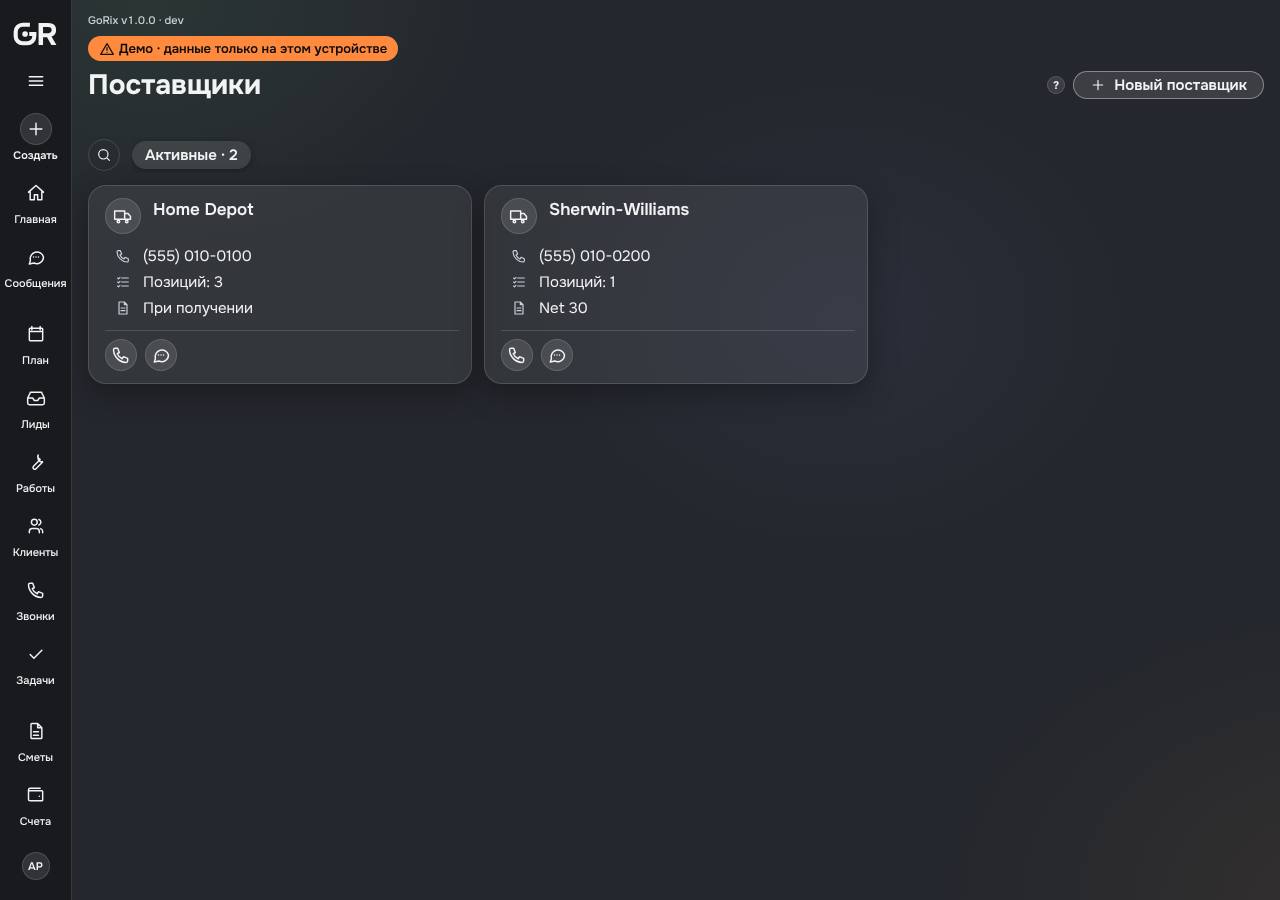 GR
GoRix v1.0.0 · dev
Демо · данные только на этом устройстве
Поставщики
?
Новый поставщик
Активные · 2
Home Depot
(555) 010-0100
Позиций: 3
При получении
Sherwin-Williams
(555) 010-0200
Позиций: 1
Net 30
Создать
Главная
Сообщения
План
Лиды
Работы
Клиенты
Звонки
Задачи
Сметы
Счета
AP